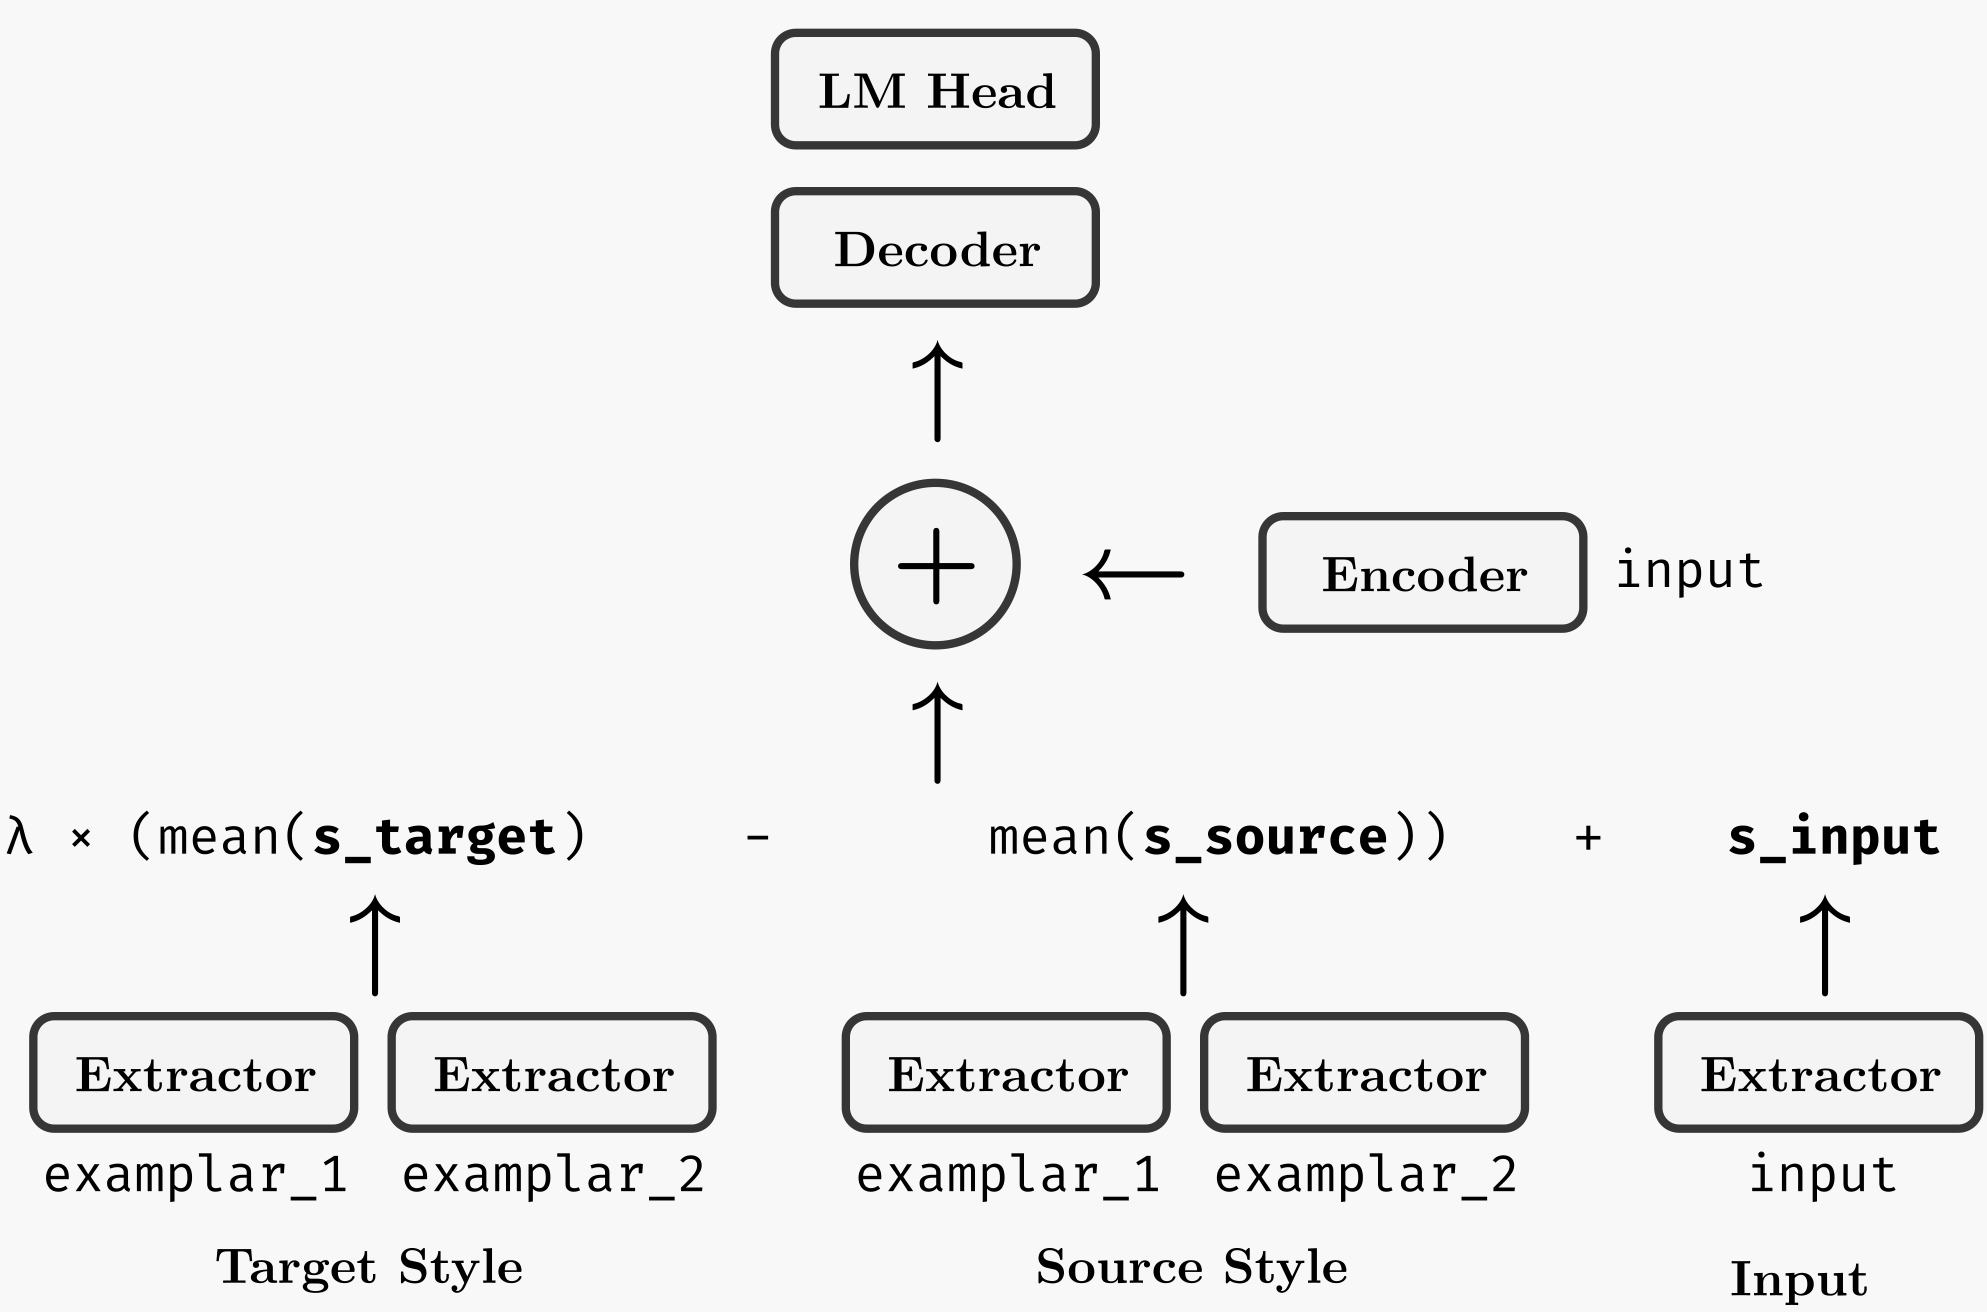 LM Head
Decoder
+
Encoder input
λ × (mean(s_target) - mean(s_source)) + s_input
Extractor Extractor Extractor Extractor Extractor
examplar_1 examplar_2 examplar_1 examplar_2 input
Target Style Source Style Input